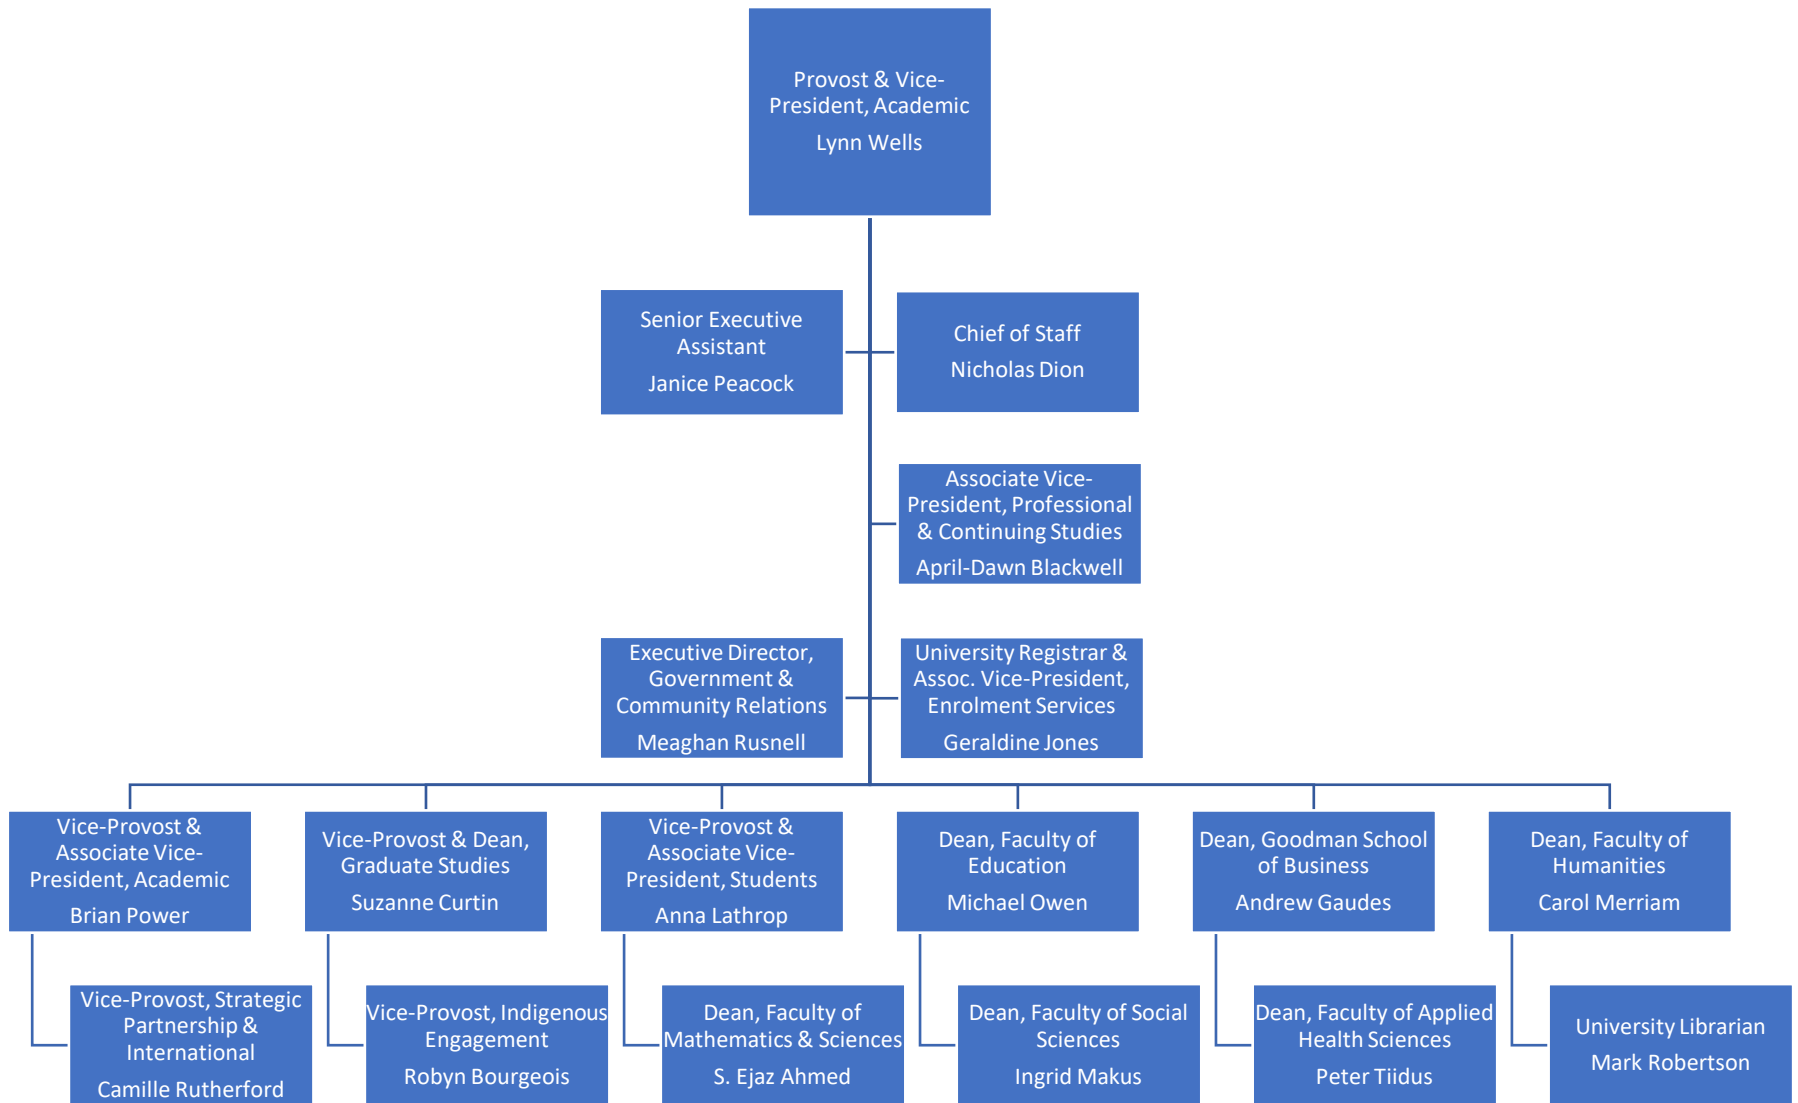 Provost & Vice-
President, Academic
Lynn Wells
Senior Executive
Assistant
Janice Peacock
Chief of Staff
Nicholas Dion
Associate Vice-
President, Professional
& Continuing Studies
April-Dawn Blackwell
Executive Director,
Government &
Community Relations
Meaghan Rusnell
University Registrar &
Assoc. Vice-President,
Enrolment Services
Geraldine Jones
Vice-Provost &
Associate Vice-
President, Academic
Brian Power
Vice-Provost & Dean,
Graduate Studies
Suzanne Curtin
Vice-Provost &
Associate Vice-
President, Students
Anna Lathrop
Dean, Faculty of
Education
Michael Owen
Dean, Goodman School
of Business
Andrew Gaudes
Dean, Faculty of
Humanities
Carol Merriam
Vice-Provost, Strategic
Partnership &
International
Camille Rutherford
Vice-Provost, Indigenous
Engagement
Robyn Bourgeois
Dean, Faculty of
Mathematics & Sciences
S. Ejaz Ahmed
Dean, Faculty of Social
Sciences
Ingrid Makus
Dean, Faculty of Applied
Health Sciences
Peter Tiidus
University Librarian
Mark Robertson